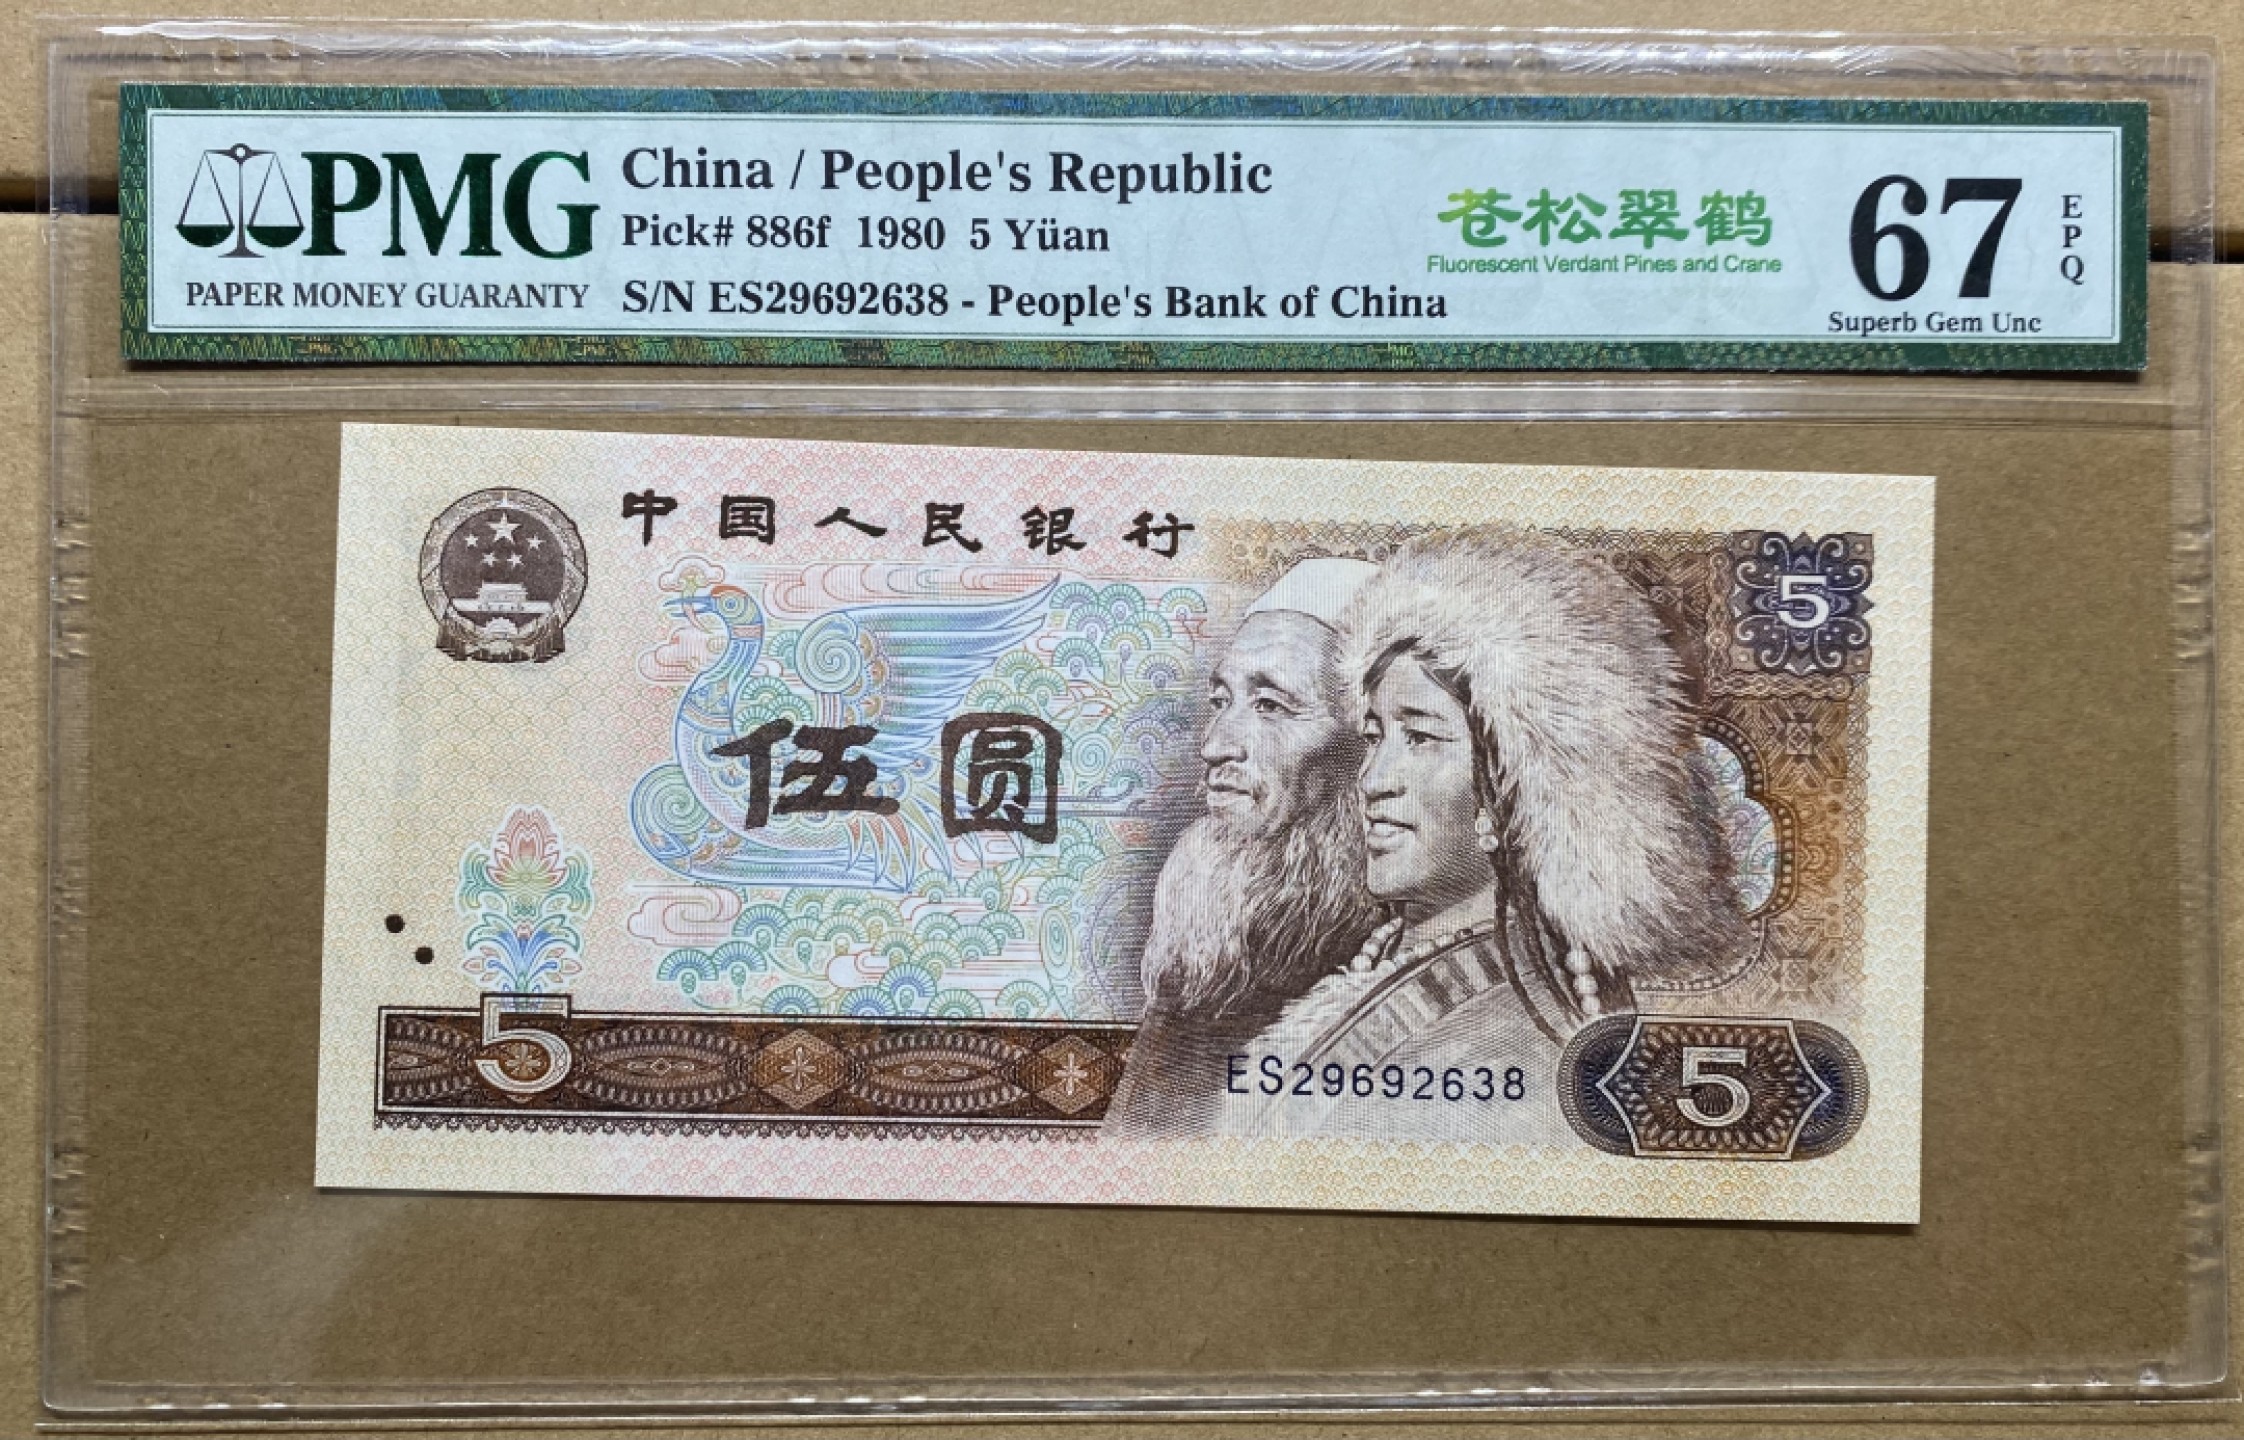 PMG
PAPER MONEY GUARANTY
China / People's Republic
Pick# 886f 1980 5 Yüan
S/N ES29692638 - People's Bank of China
苍松翠鹤
Fluorescent Verdant Pines and Crane
67
EPQ
Superb Gem Unc
中国人民银行
5
伍圆
5
ES29692638
5